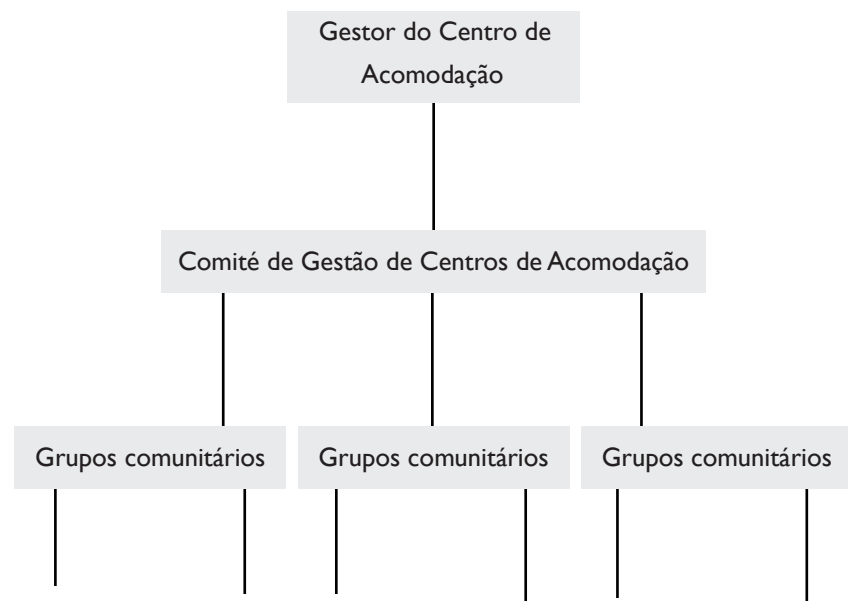 Gestor do Centro de
Acomodação
Comité de Gestão de Centros de Acomodação
Grupos comunitários
Grupos comunitários
Grupos comunitários